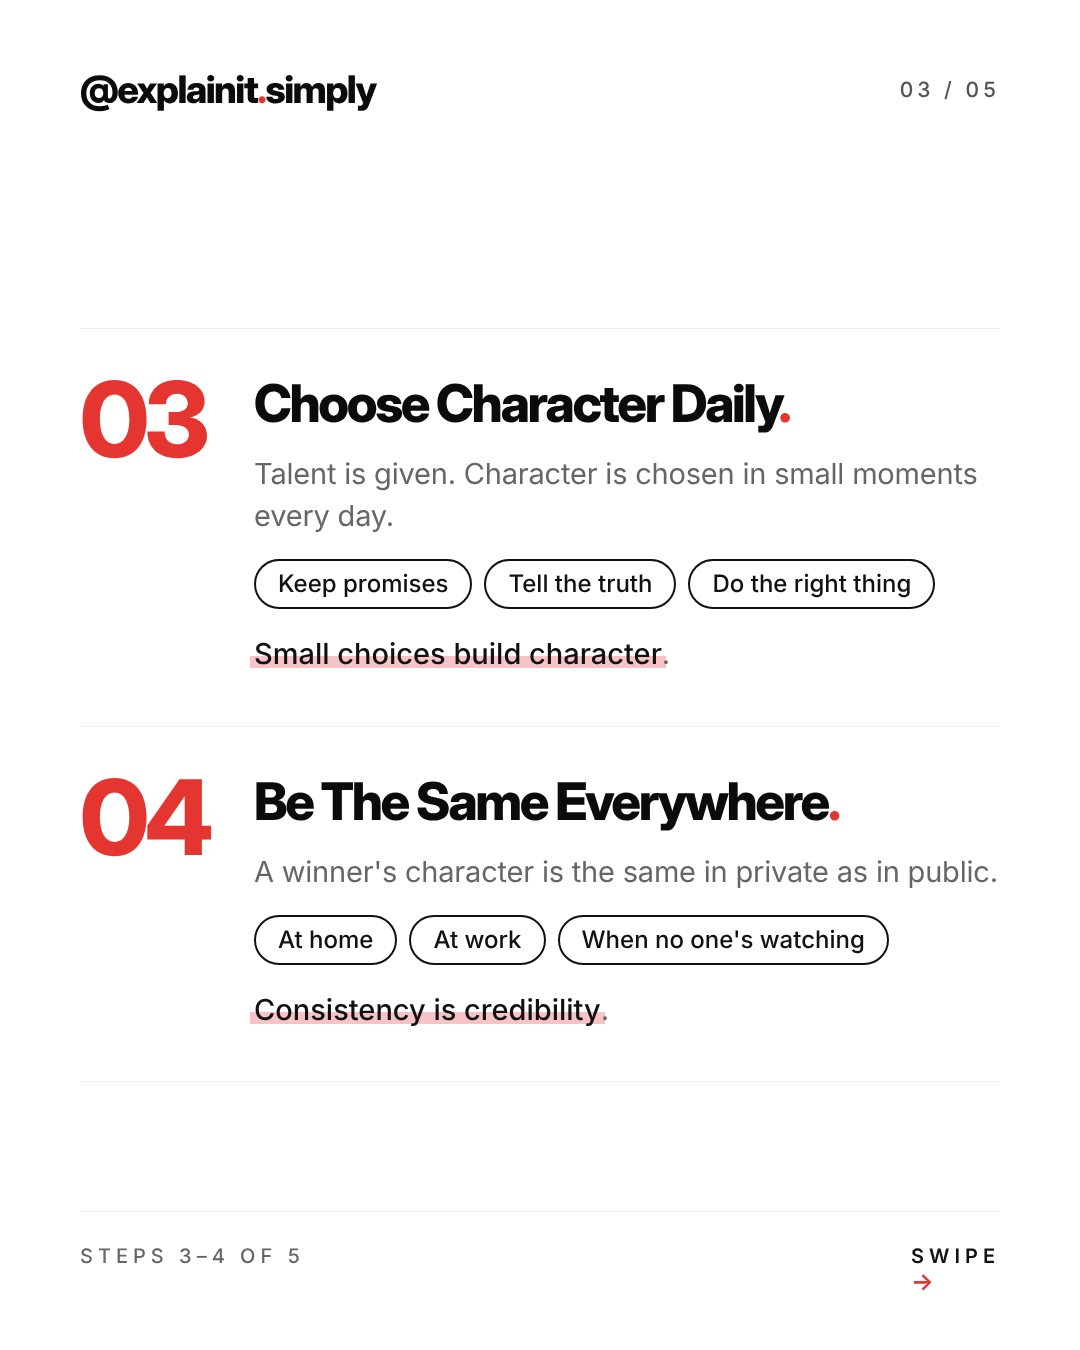 @explainit.simply
03 / 05
03
Choose Character Daily.
Talent is given. Character is chosen in small moments
every day.
Keep promises
Tell the truth
Do the right thing
Small choices build character.
04
Be The Same Everywhere.
A winner's character is the same in private as in public.
At home
At work
When no one's watching
Consistency is credibility.
STEPS 3–4 OF 5
SWIPE
→